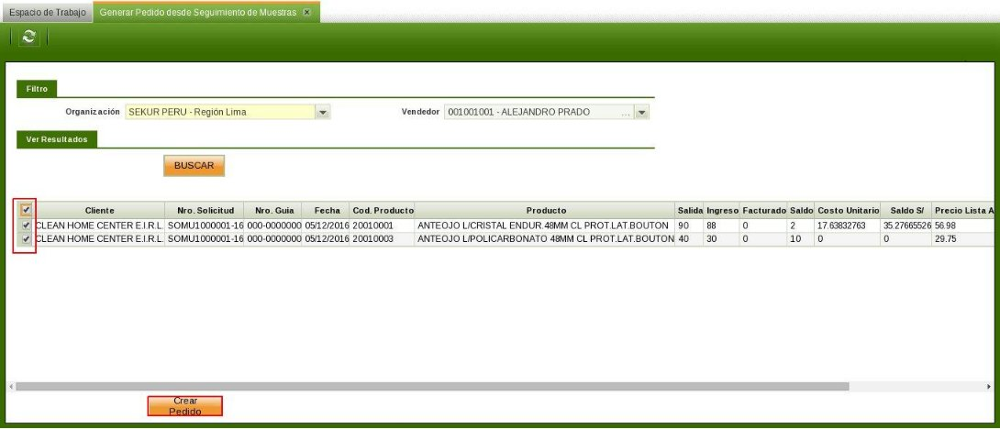 Espacio de Trabajo Generar Pedido desde Seguimiento de Muestras
Filtro
Organización SEKUR PERU - Región Lima Vendedor 001001001 - ALEJANDRO PRADO ...
Ver Resultados
BUSCAR
Cliente Nro. Solicitud Nro. Guia Fecha Cod. Producto Producto Salida Ingreso Facturado Saldo Costo Unitario Saldo S/ Precio Lista A
CLEAN HOME CENTER E.I.R.L. SOMU1000001-16 000-0000000 05/12/2016 20010001 ANTEOJO L/CRISTAL ENDUR.48MM CL PROT.LAT.BOUTON 90 88 0 2 17.63832763 35.27665526 56.98
CLEAN HOME CENTER E.I.R.L. SOMU1000001-16 000-0000000 05/12/2016 20010003 ANTEOJO L/POLICARBONATO 48MM CL PROT.LAT.BOUTON 40 30 0 10 0 0 29.75
Crear
Pedido